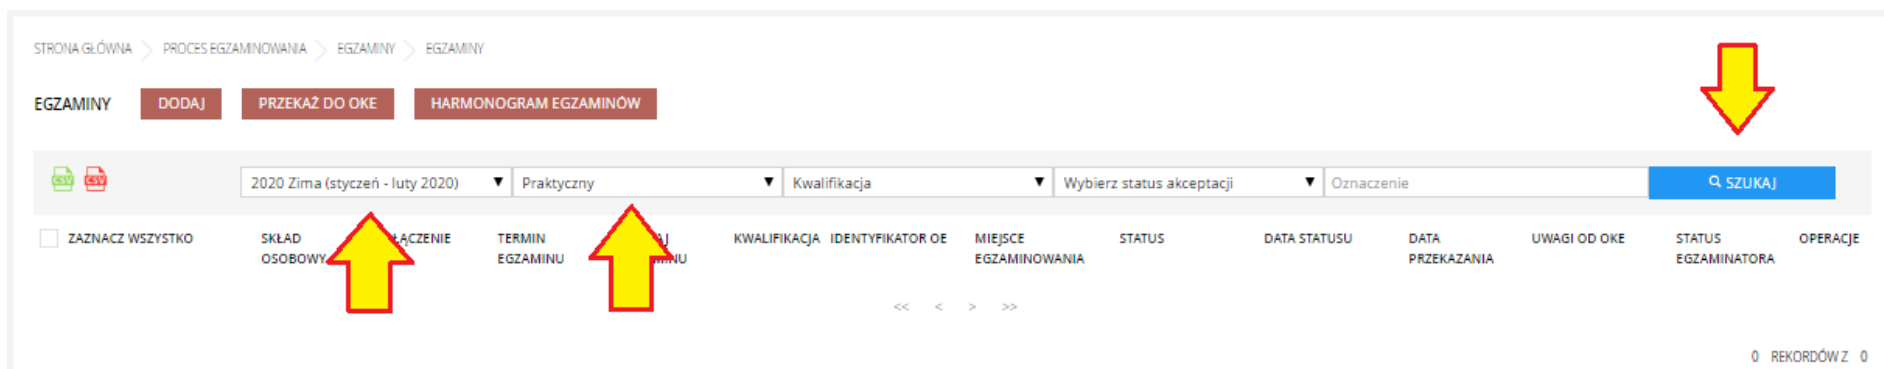 STRONA GŁÓWNA > PROCES EGZAMINOWANIA > EGZAMINY > EGZAMINY
EGZAMINY DODAJ PRZEKAŻ DO OKE HARMONOGRAM EGZAMINÓW
CSV CSV 2020 Zima (styczeń - luty 2020) ▼ Praktyczny ▼ Kwalifikacja ▼ Wybierz status akceptacji ▼ Oznaczenie SZUKAJ
ZAZNACZ WSZYSTKO SKŁAD TERMIN KWALIFIKACJA IDENTYFIKATOR OE MIEJSCE STATUS DATA STATUSU DATA UWAGI OD OKE STATUS OPERACJE
OSOBOWY EGZAMINU EGZAMINOWANIA PRZEKAZANIA EGZAMINATORA
<< < > >>
0 REKORDÓW Z 0